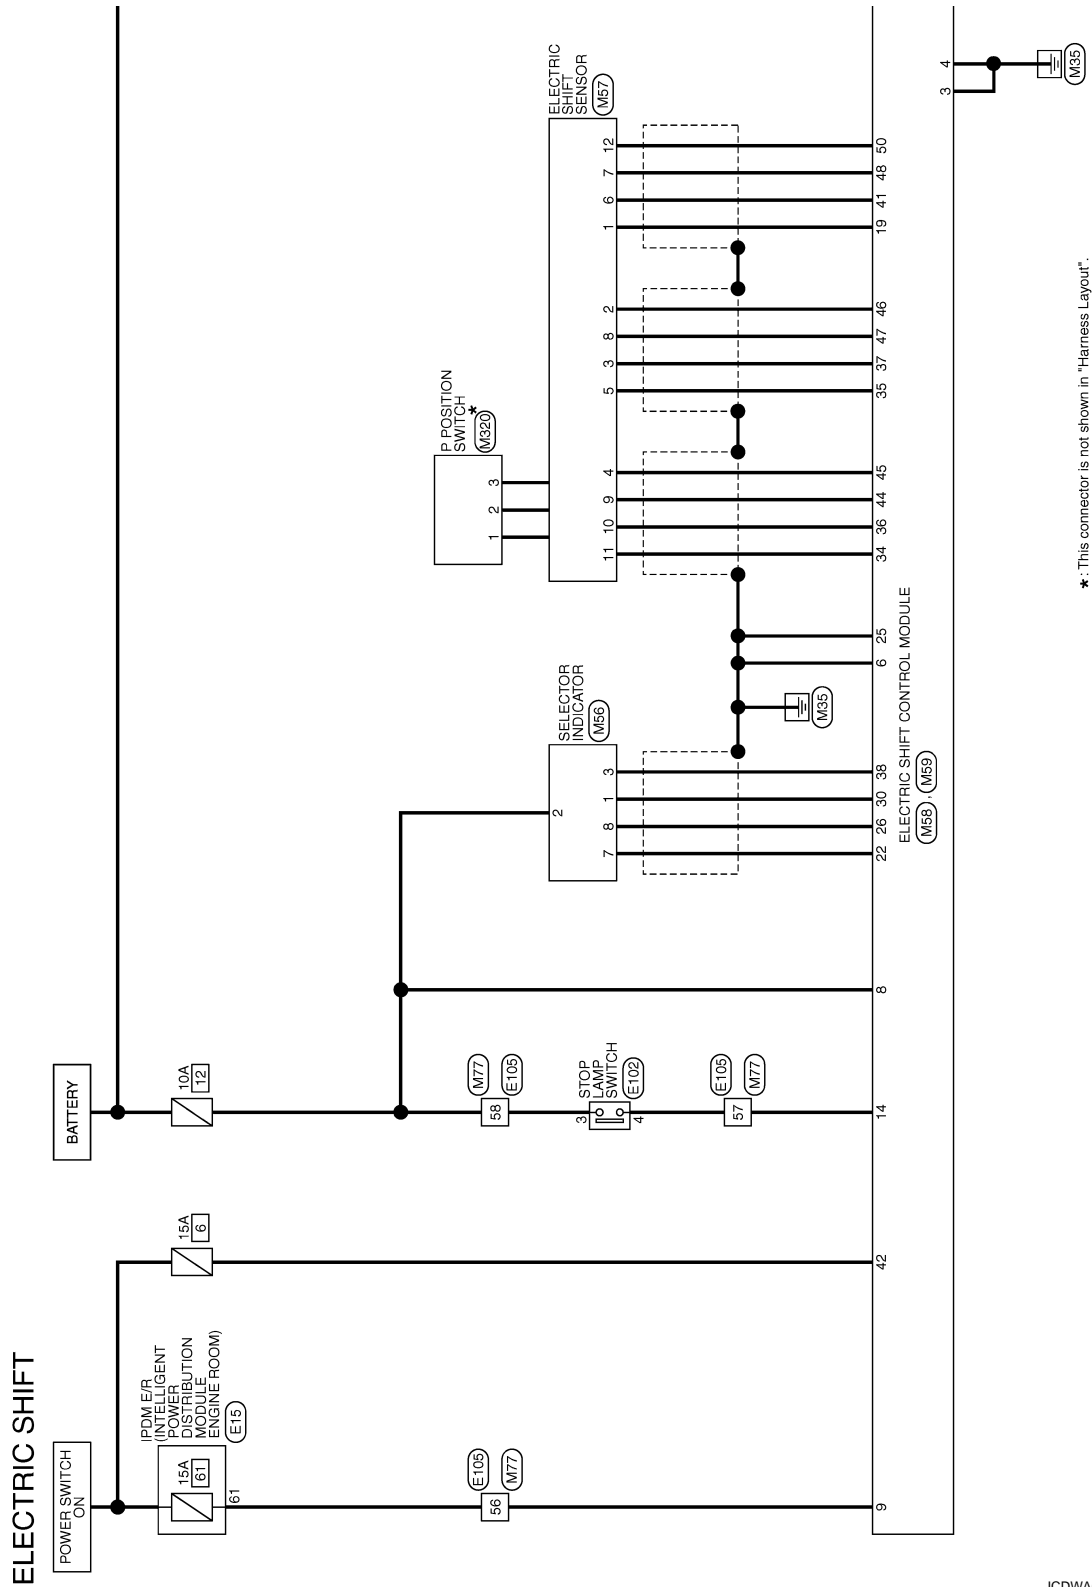 ELECTRIC SHIFT
POWER SWITCH
ON
IPDM E/R
(INTELLIGENT
POWER
DISTRIBUTION
MODULE
ENGINE ROOM)
E15
15A
61
61
E105
56
M77
9
15A
6
42
BATTERY
10A
12
M77
58
E105
STOP
LAMP
SWITCH
E102
3
4
E105
57
M77
14
8
SELECTOR
INDICATOR
M56
2
7 8 1 3
22 26 30 38
M35
6 25
ELECTRIC SHIFT CONTROL MODULE
M58 , M59
P POSITION
SWITCH *
M320
1 2 3
ELECTRIC
SHIFT
SENSOR
M57
11 10 9 4 5 3 8 2 1 6 7 12
34 36 44 45 35 37 47 46 19 41 48 50
3 4
M35
* : This connector is not shown in "Harness Layout".